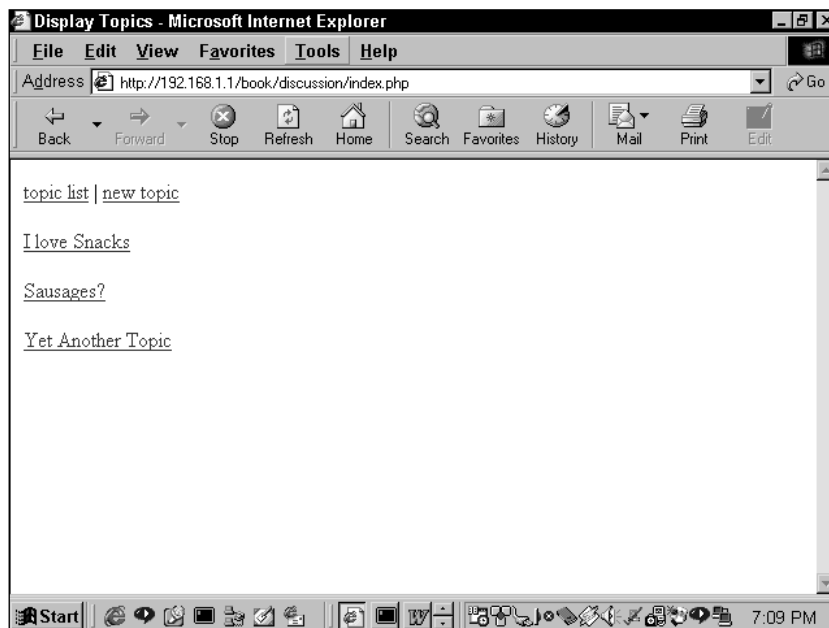 Display Topics - Microsoft Internet Explorer
File Edit View Favorites Tools Help
Address http://192.168.1.1/book/discussion/index.php Go
Back Forward Stop Refresh Home Search Favorites History Mail Print Edit
topic list | new topic
I love Snacks
Sausages?
Yet Another Topic
Start 7:09 PM